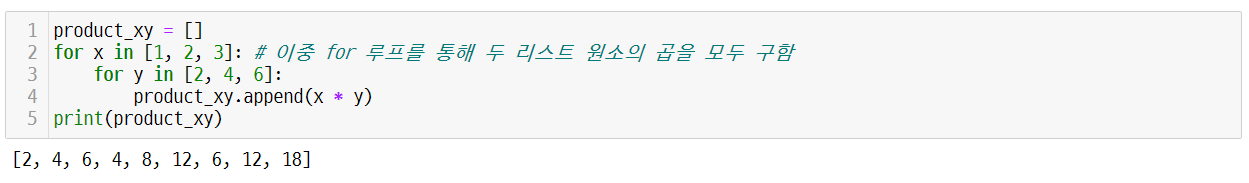 1 product_xy = []
2 for x in [1, 2, 3]: # 이중 for 루프를 통해 두 리스트 원소의 곱을 모두 구함
3     for y in [2, 4, 6]:
4         product_xy.append(x * y)
5 print(product_xy)
[2, 4, 6, 4, 8, 12, 6, 12, 18]